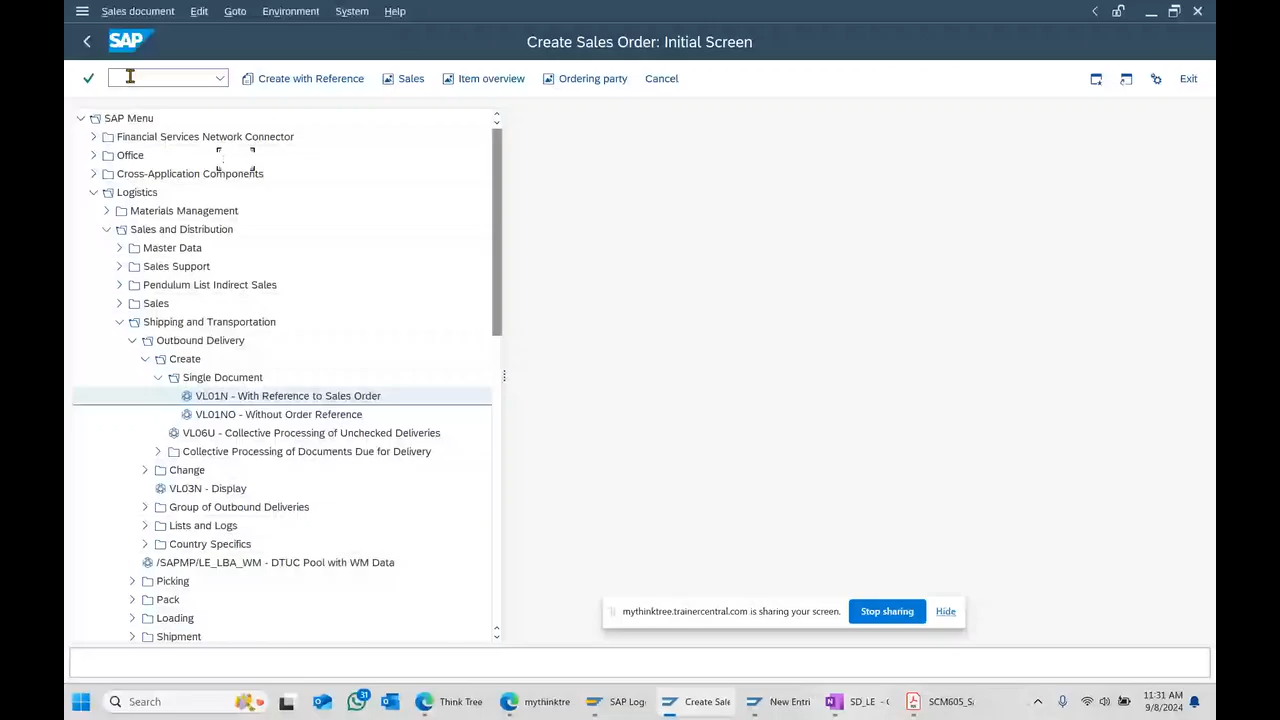 Sales document Edit Goto Environment System Help
SAP Create Sales Order: Initial Screen
Create with Reference Sales Item overview Ordering party Cancel Exit
SAP Menu
Financial Services Network Connector
Office
Cross-Application Components
Logistics
Materials Management
Sales and Distribution
Master Data
Sales Support
Pendulum List Indirect Sales
Sales
Shipping and Transportation
Outbound Delivery
Create
Single Document
VL01N - With Reference to Sales Order
VL01NO - Without Order Reference
VL06U - Collective Processing of Unchecked Deliveries
Collective Processing of Documents Due for Delivery
Change
VL03N - Display
Group of Outbound Deliveries
Lists and Logs
Country Specifics
/SAPMP/LE_LBA_WM - DTUC Pool with WM Data
Picking
Pack
Loading
Shipment
mythinktree.trainercentral.com is sharing your screen. Stop sharing Hide
Search 31 Think Tree mythinktre SAP Log Create Sale New Entri SD_LE - C SCM605_S 11:31 AM
9/8/2024